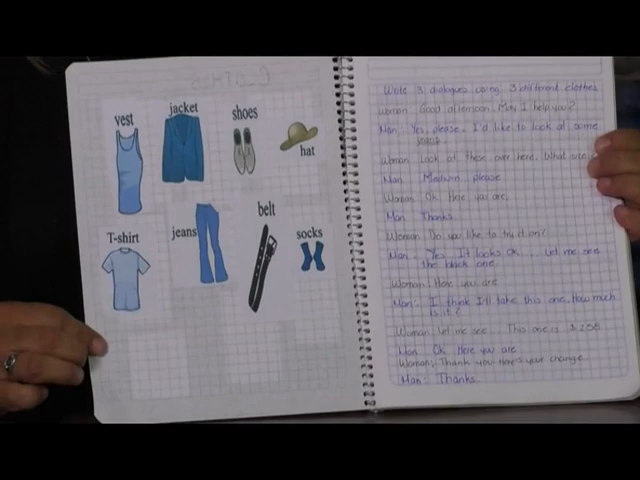 CLOTHES
vest
jacket
shoes
hat
T-shirt
jeans
belt
socks
Write 3 dialogues using 3 different clothes
Woman: Good afternoon. May I help you?
Man: Yes, please. I'd like to look at some
jeans
Woman: Look at these over here. What size is
Man: Medium please
Woman: Ok. Here you are.
Man: Thanks.
Woman: Do you like to try it on?
Man: Yes. It looks Ok... Let me see
the black one.
Woman: Here you are
Man: I think I'll take this one. How much
is it?
Woman: Let me see... This one is $258
Man: Ok. Here you are.
Woman: Thank you. Here's your change
Man: Thanks.